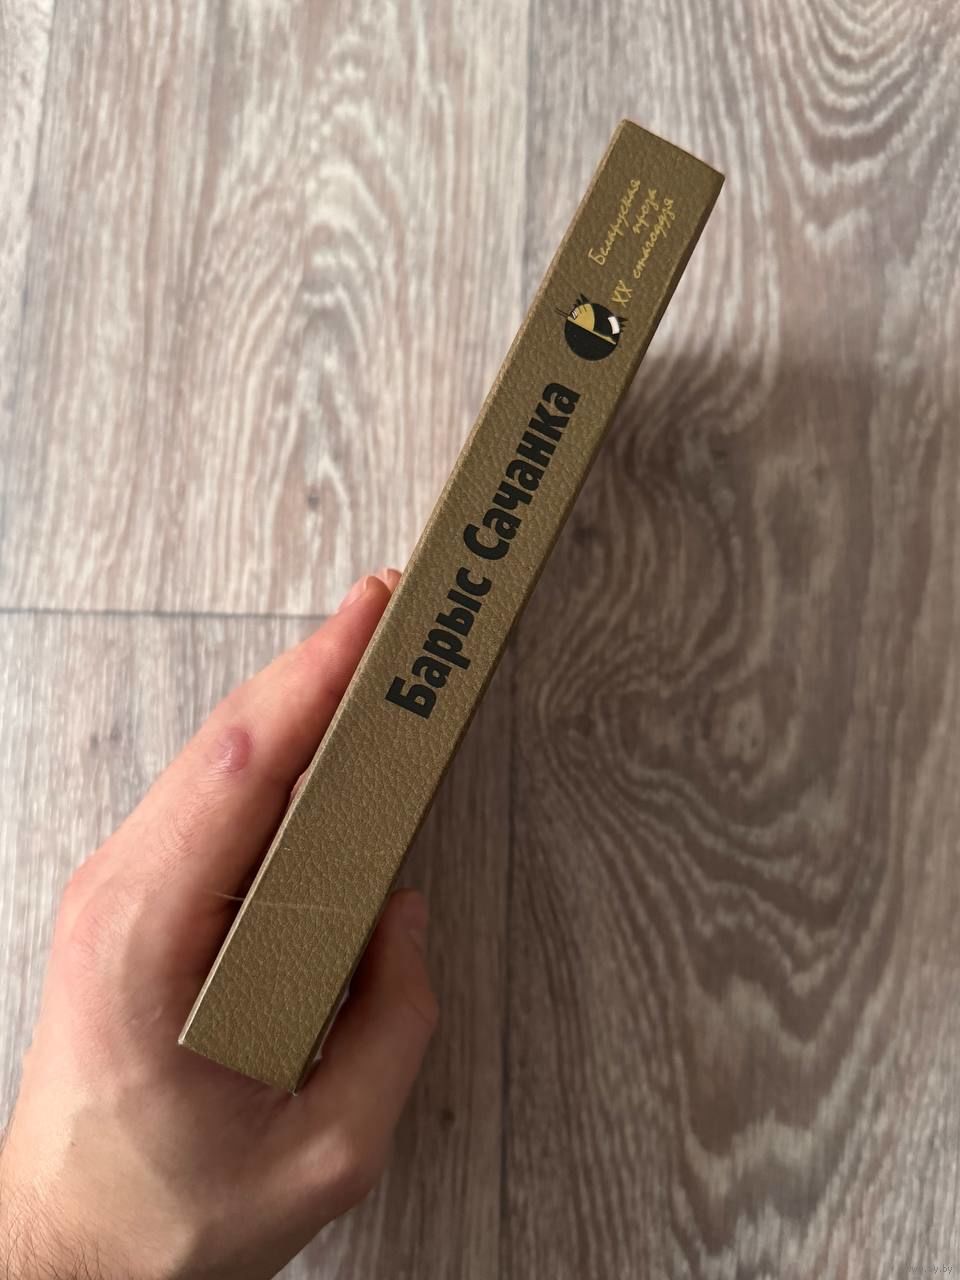 Барыс Сачанка
Беларуская
проза
XX стагоддзя